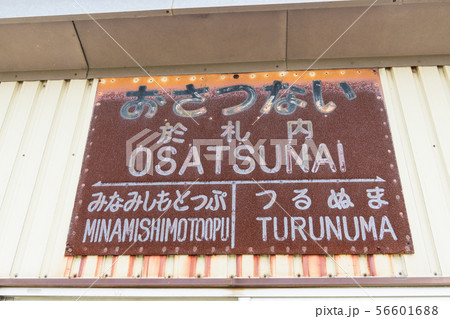 おさつない
於札内
OSATSUNAI
みなみしもとつぷ
MINAMISHIMOTOOPU
つるぬま
TURUNUMA
pixta.jp - 56601688